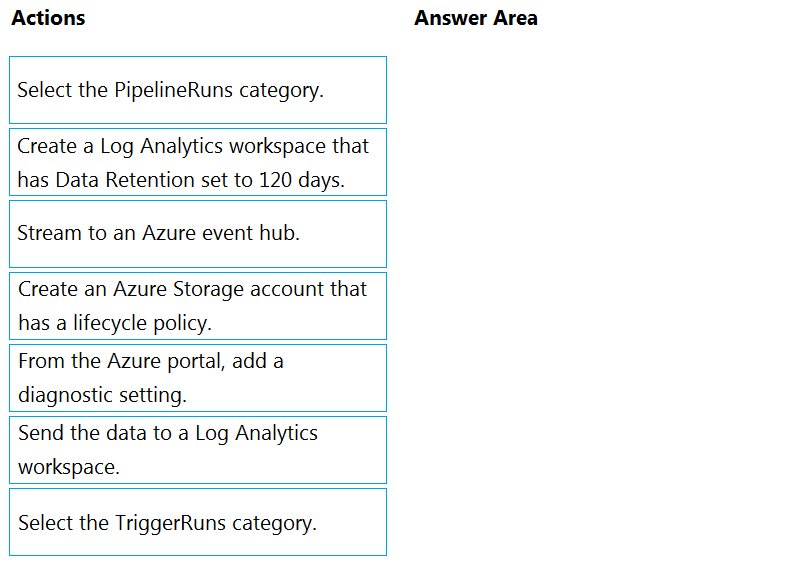 Actions
Answer Area
Select the PipelineRuns category.
Create a Log Analytics workspace that
has Data Retention set to 120 days.
Stream to an Azure event hub.
Create an Azure Storage account that
has a lifecycle policy.
From the Azure portal, add a
diagnostic setting.
Send the data to a Log Analytics
workspace.
Select the TriggerRuns category.